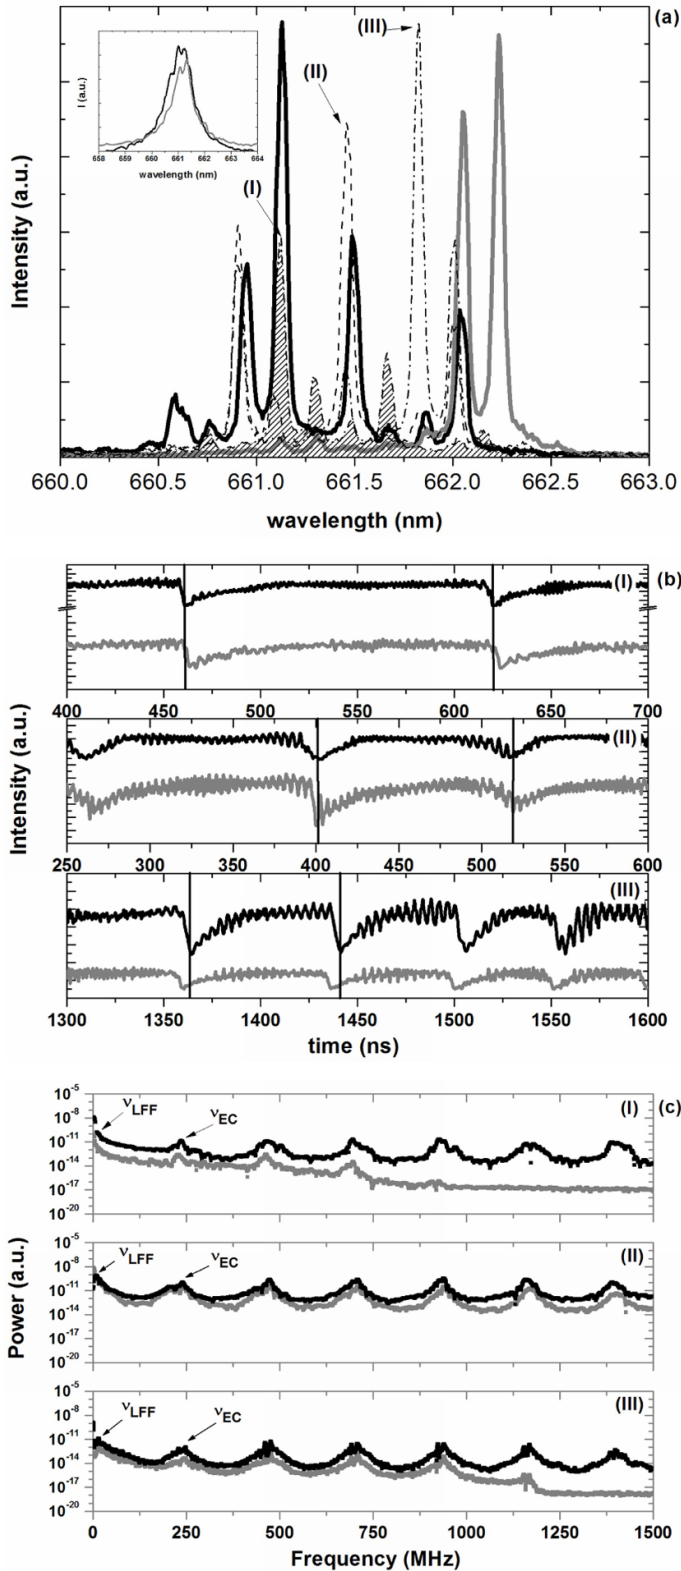 (a)
(III)
(II)
(I)
I (a.u.)
658 659 660 661 662 663 664
wavelength (nm)
Intensity (a.u.)
660.0 660.5 661.0 661.5 662.0 662.5 663.0
wavelength (nm)
(I) (b)
400 450 500 550 600 650 700
(II)
Intensity (a.u.)
250 300 350 400 450 500 550 600
(III)
1300 1350 1400 1450 1500 1550 1600
time (ns)
10⁻⁵
10⁻⁸
10⁻¹¹
10⁻¹⁴
10⁻¹⁷
10⁻²⁰
νLFF
νEC
(I) (c)
10⁻⁵
10⁻⁸
10⁻¹¹
10⁻¹⁴
10⁻¹⁷
10⁻²⁰
νLFF
νEC
(II)
Power (a.u.)
10⁻⁵
10⁻⁸
10⁻¹¹
10⁻¹⁴
10⁻¹⁷
10⁻²⁰
νLFF
νEC
(III)
0 250 500 750 1000 1250 1500
Frequency (MHz)